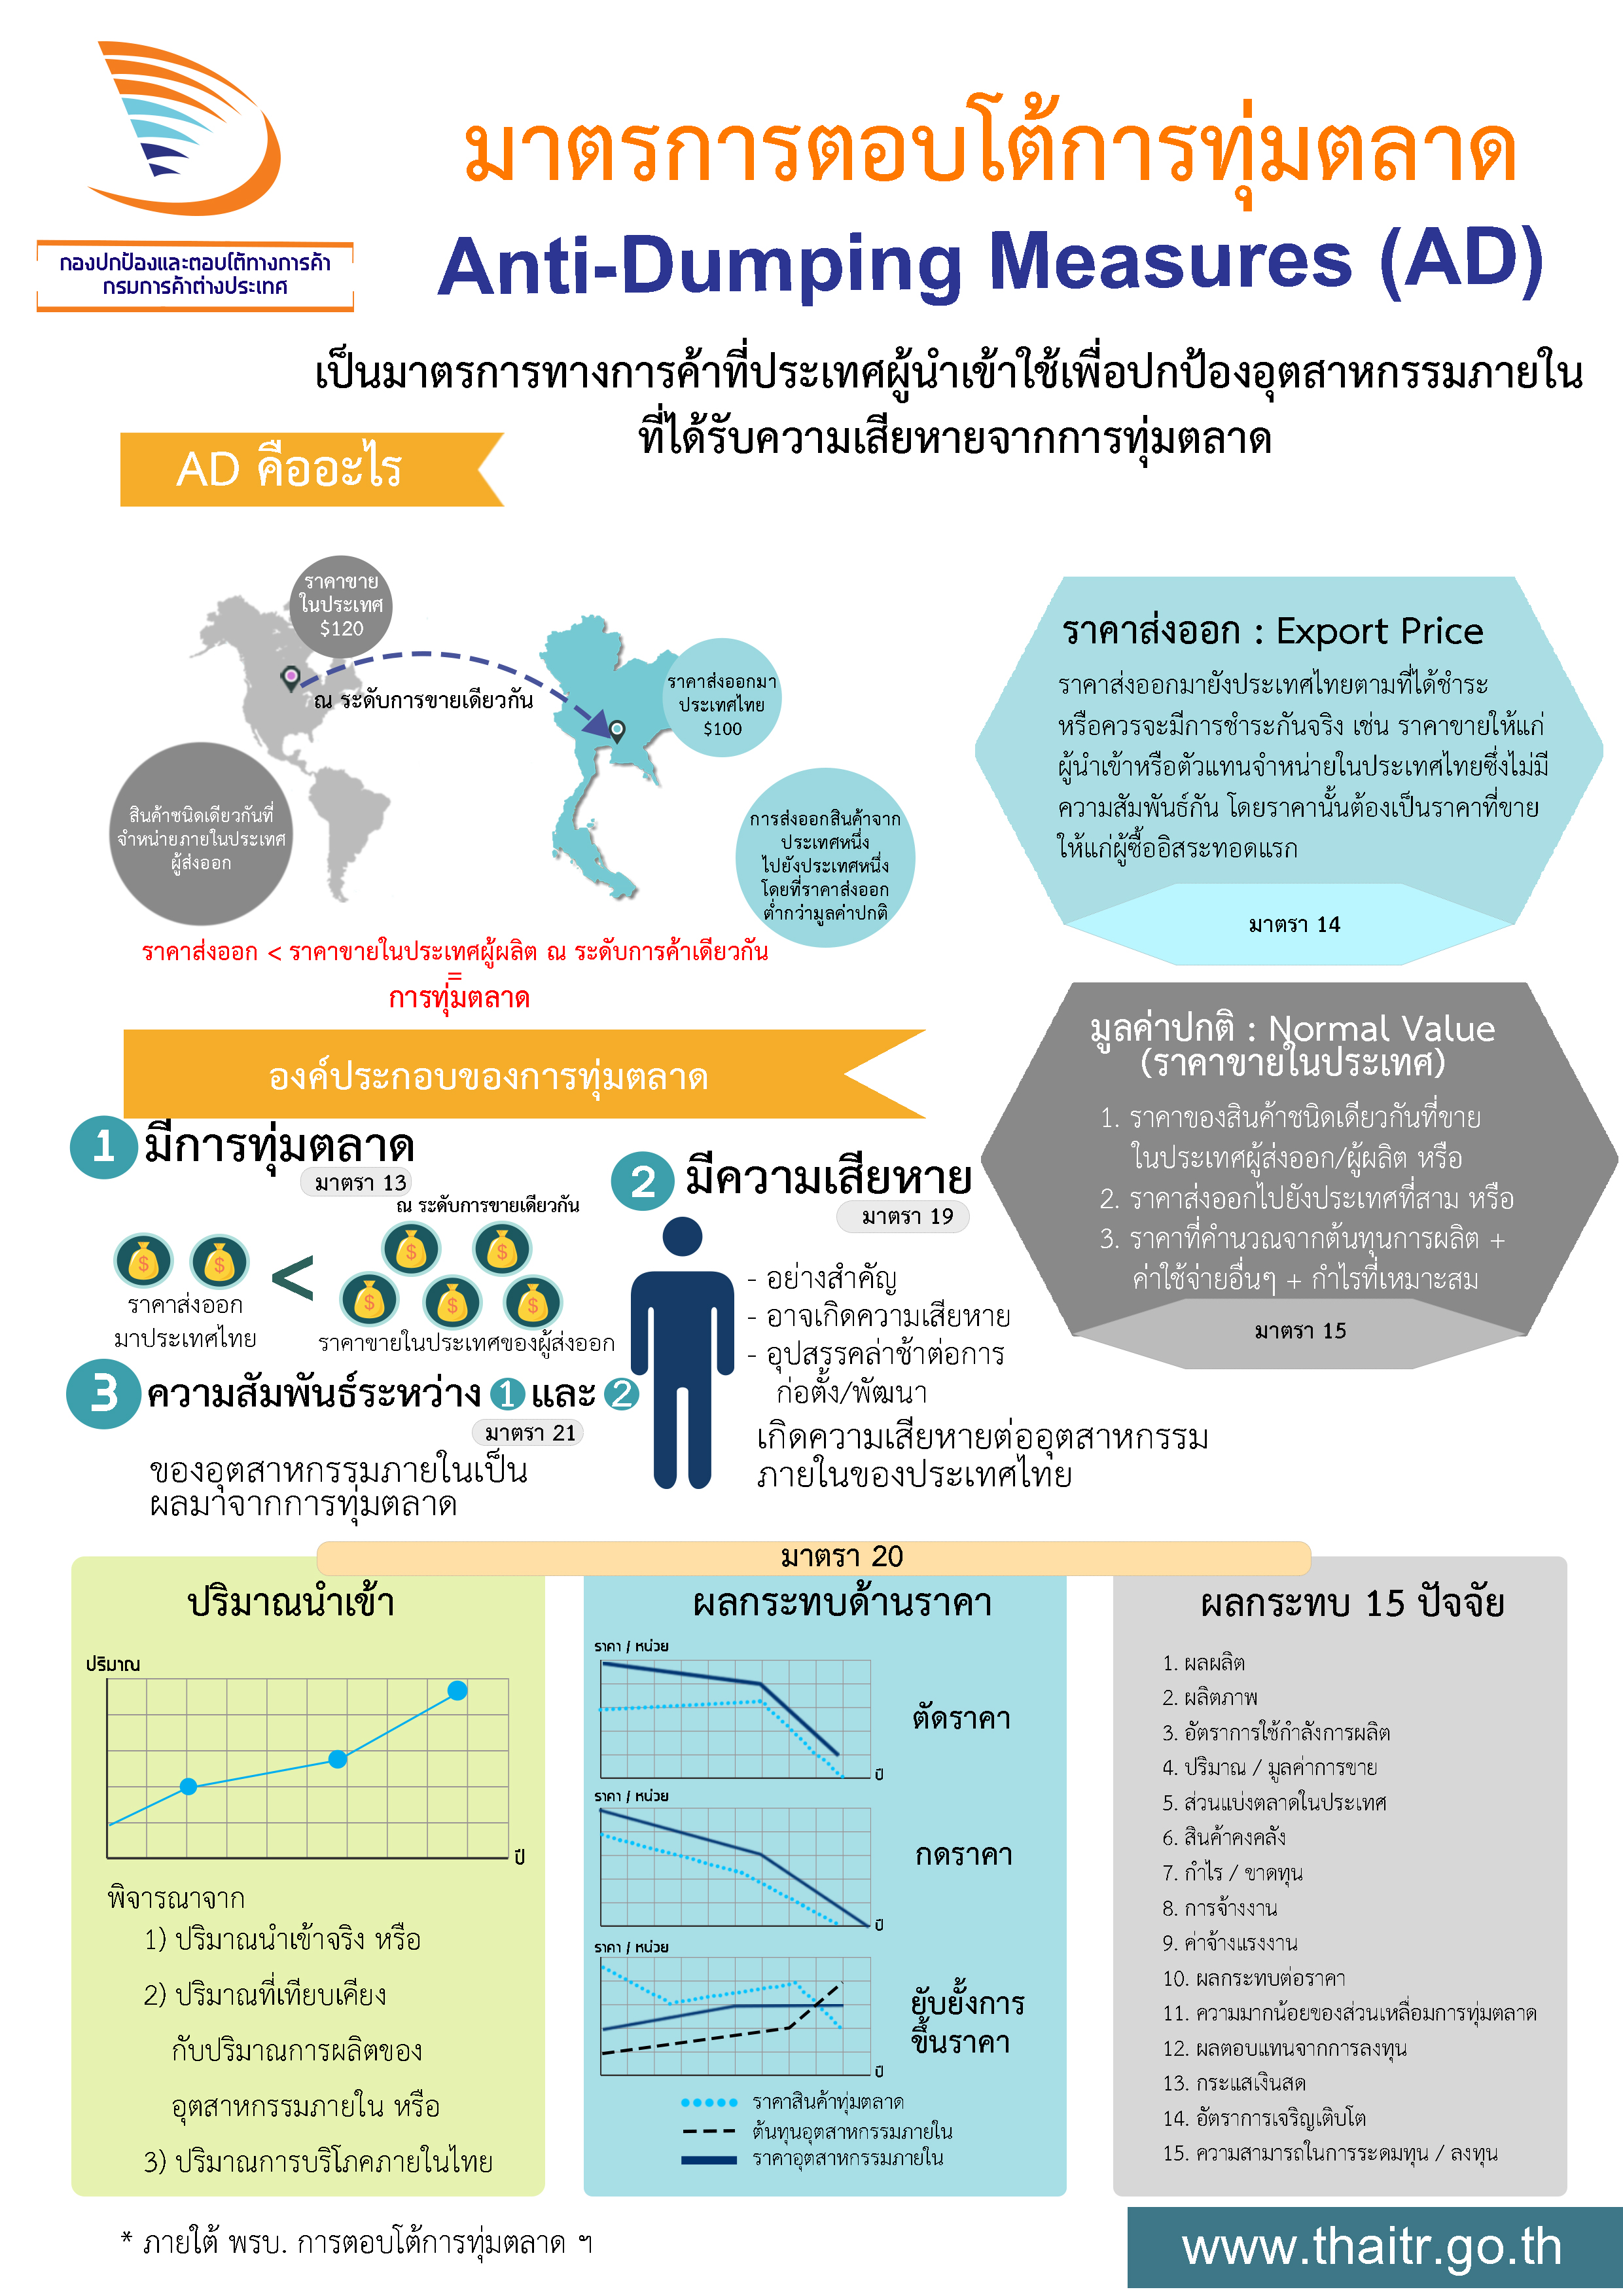 กองปกป้องและตอบโต้ทางการค้า
กรมการค้าต่างประเทศ
มาตรการตอบโต้การทุ่มตลาด
Anti-Dumping Measures (AD)
เป็นมาตรการทางการค้าที่ประเทศผู้นำเข้าใช้เพื่อปกป้องอุตสาหกรรมภายใน
ที่ได้รับความเสียหายจากการทุ่มตลาด
AD คืออะไร
ราคาขาย
ในประเทศ
$120
ณ ระดับการขายเดียวกัน
ราคาส่งออกมา
ประเทศไทย
$100
สินค้าชนิดเดียวกันที่
จำหน่ายภายในประเทศ
ผู้ส่งออก
การส่งออกสินค้าจาก
ประเทศหนึ่ง
ไปยังประเทศหนึ่ง
โดยที่ราคาส่งออก
ต่ำกว่ามูลค่าปกติ
ราคาส่งออก < ราคาขายในประเทศผู้ผลิต ณ ระดับการค้าเดียวกัน
=
การทุ่มตลาด
ราคาส่งออก : Export Price
ราคาส่งออกมายังประเทศไทยตามที่ได้ชำระ
หรือควรจะมีการชำระกันจริง เช่น ราคาขายให้แก่
ผู้นำเข้าหรือตัวแทนจำหน่ายในประเทศไทยซึ่งไม่มี
ความสัมพันธ์กัน โดยราคานั้นต้องเป็นราคาที่ขาย
ให้แก่ผู้ซื้ออิสระทอดแรก
มาตรา 14
มูลค่าปกติ : Normal Value
(ราคาขายในประเทศ)
1. ราคาของสินค้าชนิดเดียวกันที่ขาย
ในประเทศผู้ส่งออก/ผู้ผลิต หรือ
2. ราคาส่งออกไปยังประเทศที่สาม หรือ
3. ราคาที่คำนวณจากต้นทุนการผลิต +
ค่าใช้จ่ายอื่นๆ + กำไรที่เหมาะสม
มาตรา 15
องค์ประกอบของการทุ่มตลาด
1 มีการทุ่มตลาด
มาตรา 13
ณ ระดับการขายเดียวกัน
$ $ < $ $ $ $ $
ราคาส่งออก
มาประเทศไทย
ราคาขายในประเทศของผู้ส่งออก
2 มีความเสียหาย
มาตรา 19
- อย่างสำคัญ
- อาจเกิดความเสียหาย
- อุปสรรคล่าช้าต่อการ
ก่อตั้ง/พัฒนา
เกิดความเสียหายต่ออุตสาหกรรม
ภายในของประเทศไทย
3 ความสัมพันธ์ระหว่าง 1 และ 2
มาตรา 21
ของอุตสาหกรรมภายในเป็น
ผลมาจากการทุ่มตลาด
มาตรา 20
ปริมาณนำเข้า
ปริมาณ
ปี
พิจารณาจาก
1) ปริมาณนำเข้าจริง หรือ
2) ปริมาณที่เทียบเคียง
กับปริมาณการผลิตของ
อุตสาหกรรมภายใน หรือ
3) ปริมาณการบริโภคภายในไทย
ผลกระทบด้านราคา
ราคา / หน่วย
ตัดราคา
ปี
ราคา / หน่วย
กดราคา
ปี
ราคา / หน่วย
ยับยั้งการ
ขึ้นราคา
ปี
ราคาสินค้าทุ่มตลาด
ต้นทุนอุตสาหกรรมภายใน
ราคาอุตสาหกรรมภายใน
ผลกระทบ 15 ปัจจัย
1. ผลผลิต
2. ผลิตภาพ
3. อัตราการใช้กำลังการผลิต
4. ปริมาณ / มูลค่าการขาย
5. ส่วนแบ่งตลาดในประเทศ
6. สินค้าคงคลัง
7. กำไร / ขาดทุน
8. การจ้างงาน
9. ค่าจ้างแรงงาน
10. ผลกระทบต่อราคา
11. ความมากน้อยของส่วนเหลื่อมการทุ่มตลาด
12. ผลตอบแทนจากการลงทุน
13. กระแสเงินสด
14. อัตราการเจริญเติบโต
15. ความสามารถในการระดมทุน / ลงทุน
* ภายใต้ พรบ. การตอบโต้การทุ่มตลาด ฯ
www.thaitr.go.th